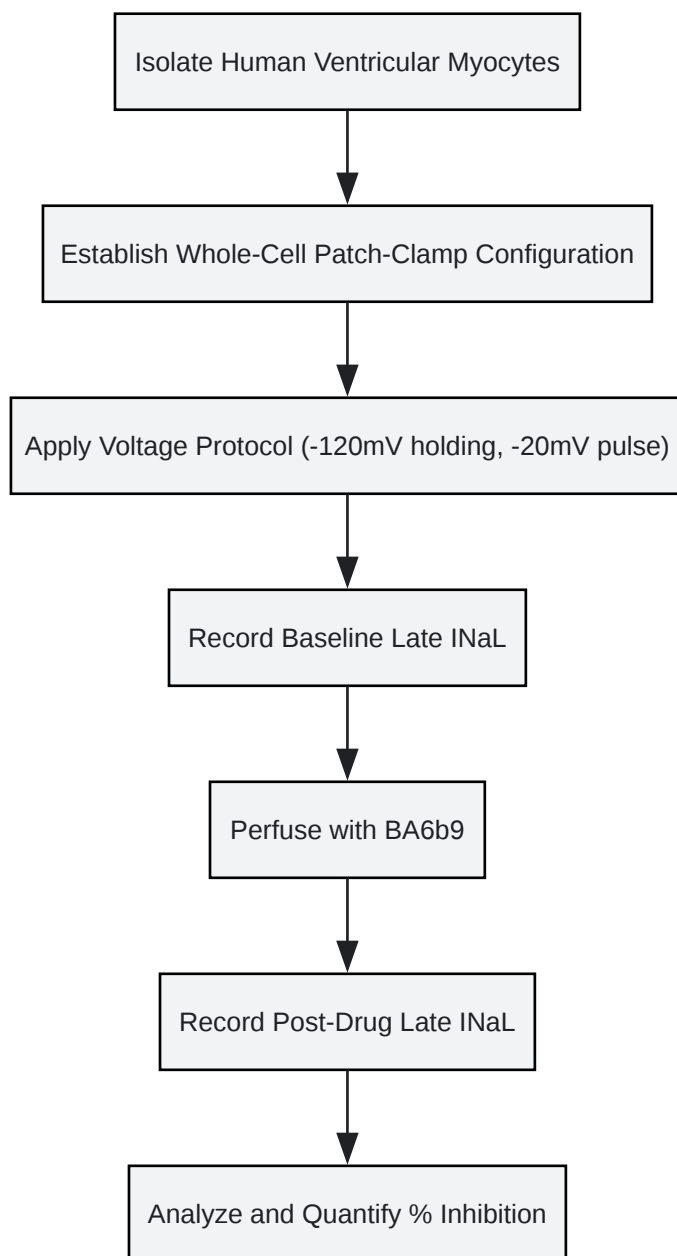 Isolate Human Ventricular Myocytes
Establish Whole-Cell Patch-Clamp Configuration
Apply Voltage Protocol (-120mV holding, -20mV pulse)
Record Baseline Late INaL
Perfuse with BA6b9
Record Post-Drug Late INaL
Analyze and Quantify % Inhibition